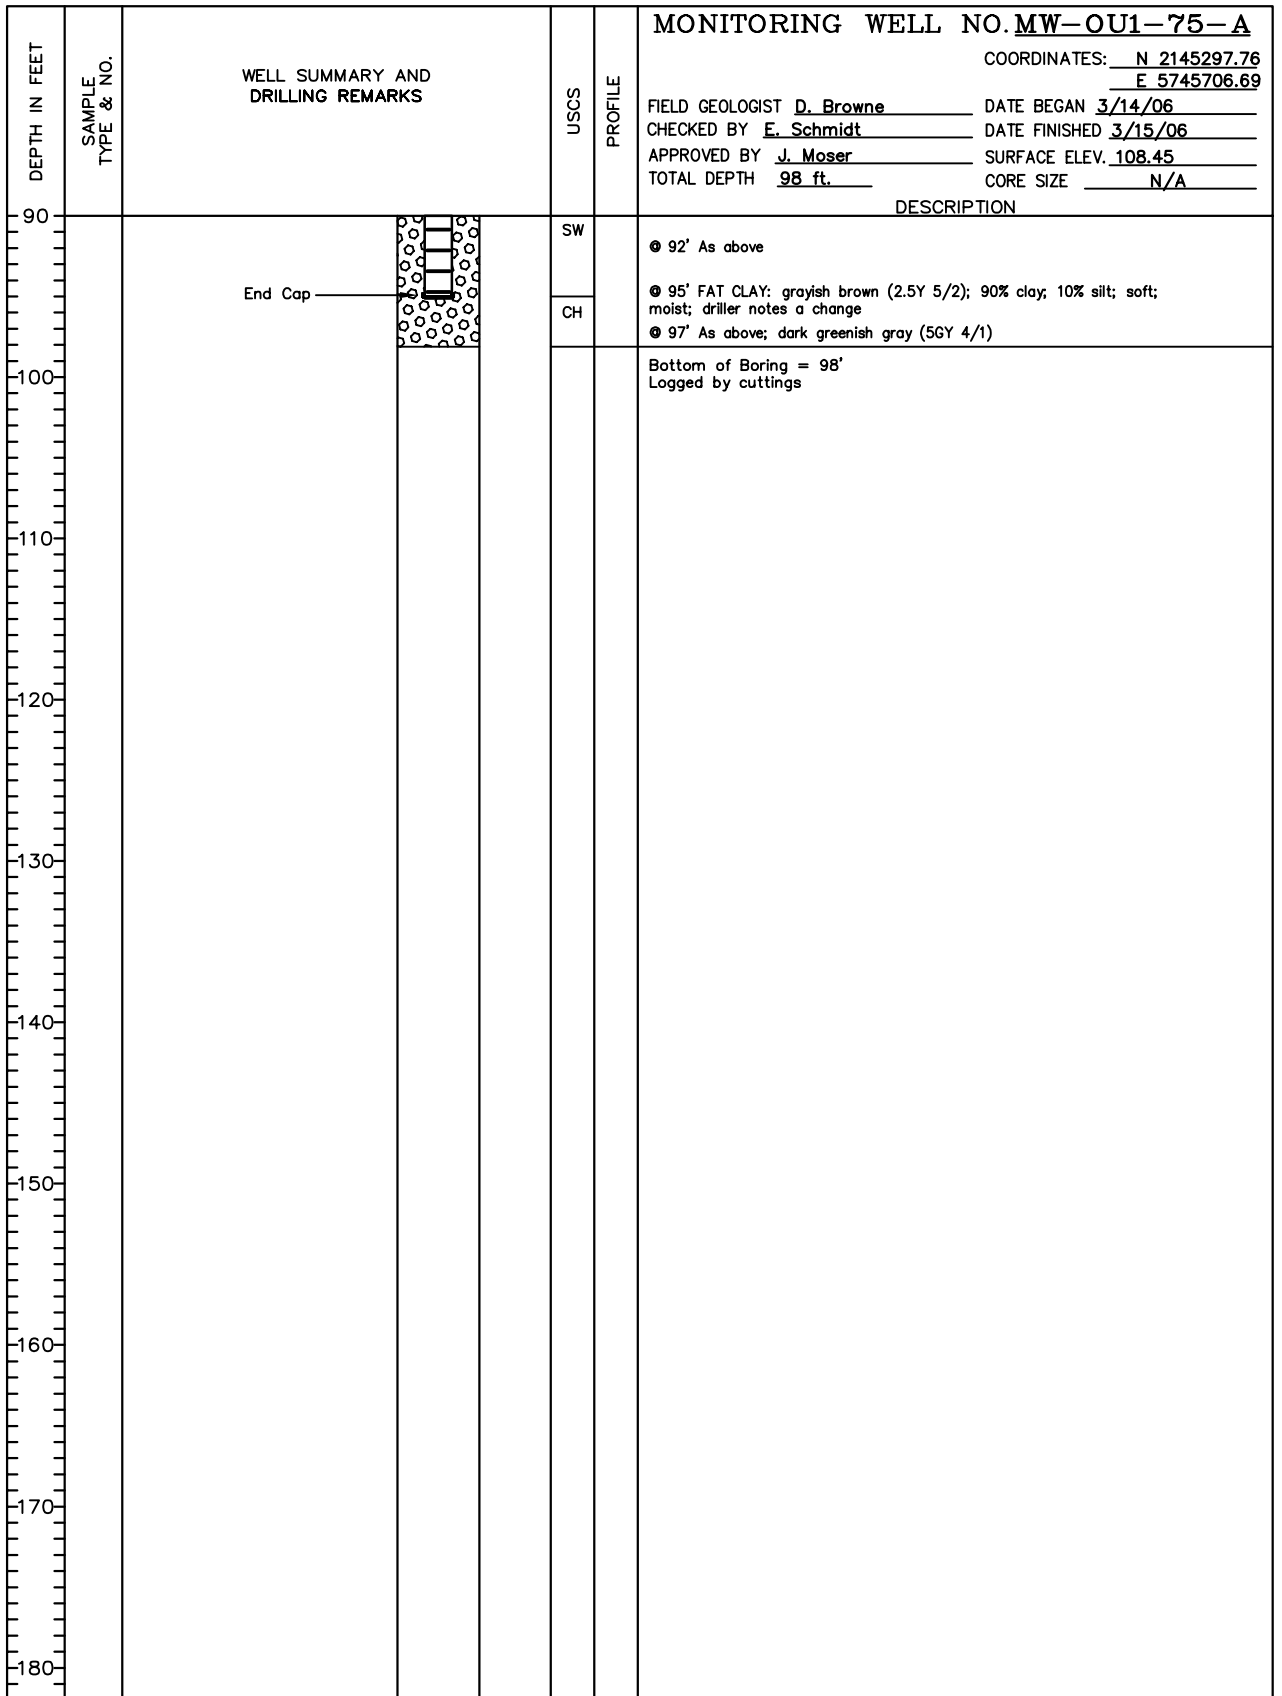 MONITORING WELL NO. MW-OU1-75-A
COORDINATES: N 2145297.76
E 5745706.69
FIELD GEOLOGIST D. Browne DATE BEGAN 3/14/06
CHECKED BY E. Schmidt DATE FINISHED 3/15/06
APPROVED BY J. Moser SURFACE ELEV. 108.45
TOTAL DEPTH 98 ft. CORE SIZE N/A
DESCRIPTION
DEPTH IN FEET
SAMPLE
TYPE & NO.
WELL SUMMARY AND
DRILLING REMARKS
USCS
PROFILE
90
SW
@ 92' As above
End Cap
@ 95' FAT CLAY: grayish brown (2.5Y 5/2); 90% clay; 10% silt; soft;
moist; driller notes a change
CH
@ 97' As above; dark greenish gray (5GY 4/1)
Bottom of Boring = 98'
Logged by cuttings
100
110
120
130
140
150
160
170
180